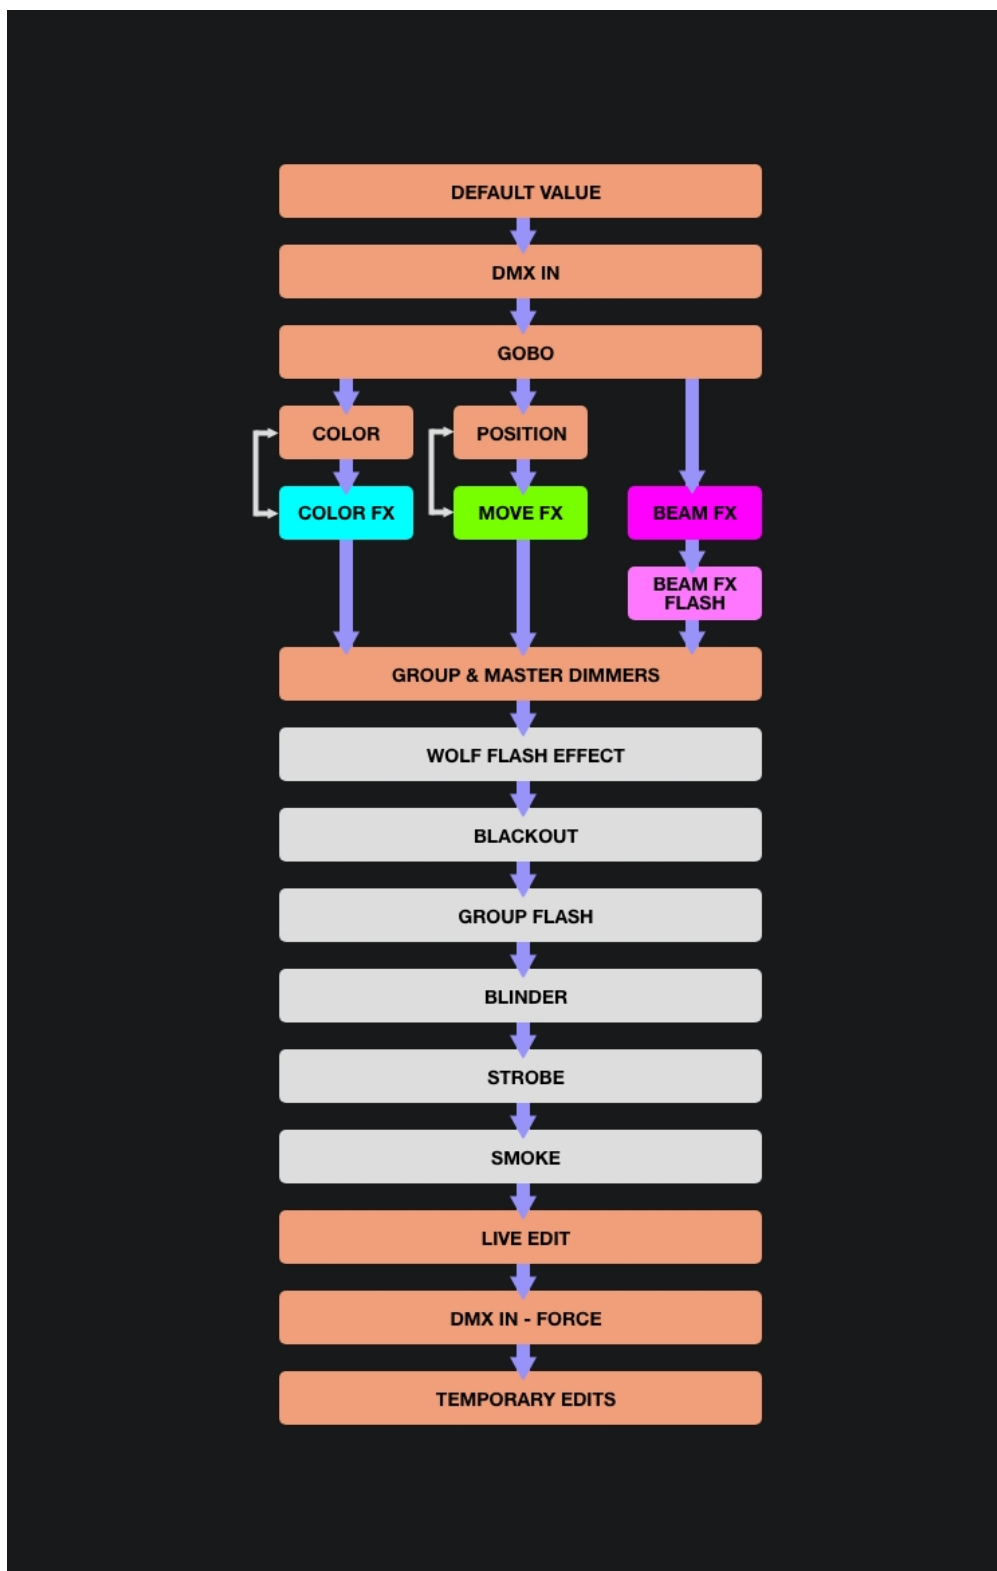 DEFAULT VALUE
DMX IN
GOBO
COLOR
POSITION
COLOR FX
MOVE FX
BEAM FX
BEAM FX
FLASH
GROUP & MASTER DIMMERS
WOLF FLASH EFFECT
BLACKOUT
GROUP FLASH
BLINDER
STROBE
SMOKE
LIVE EDIT
DMX IN - FORCE
TEMPORARY EDITS